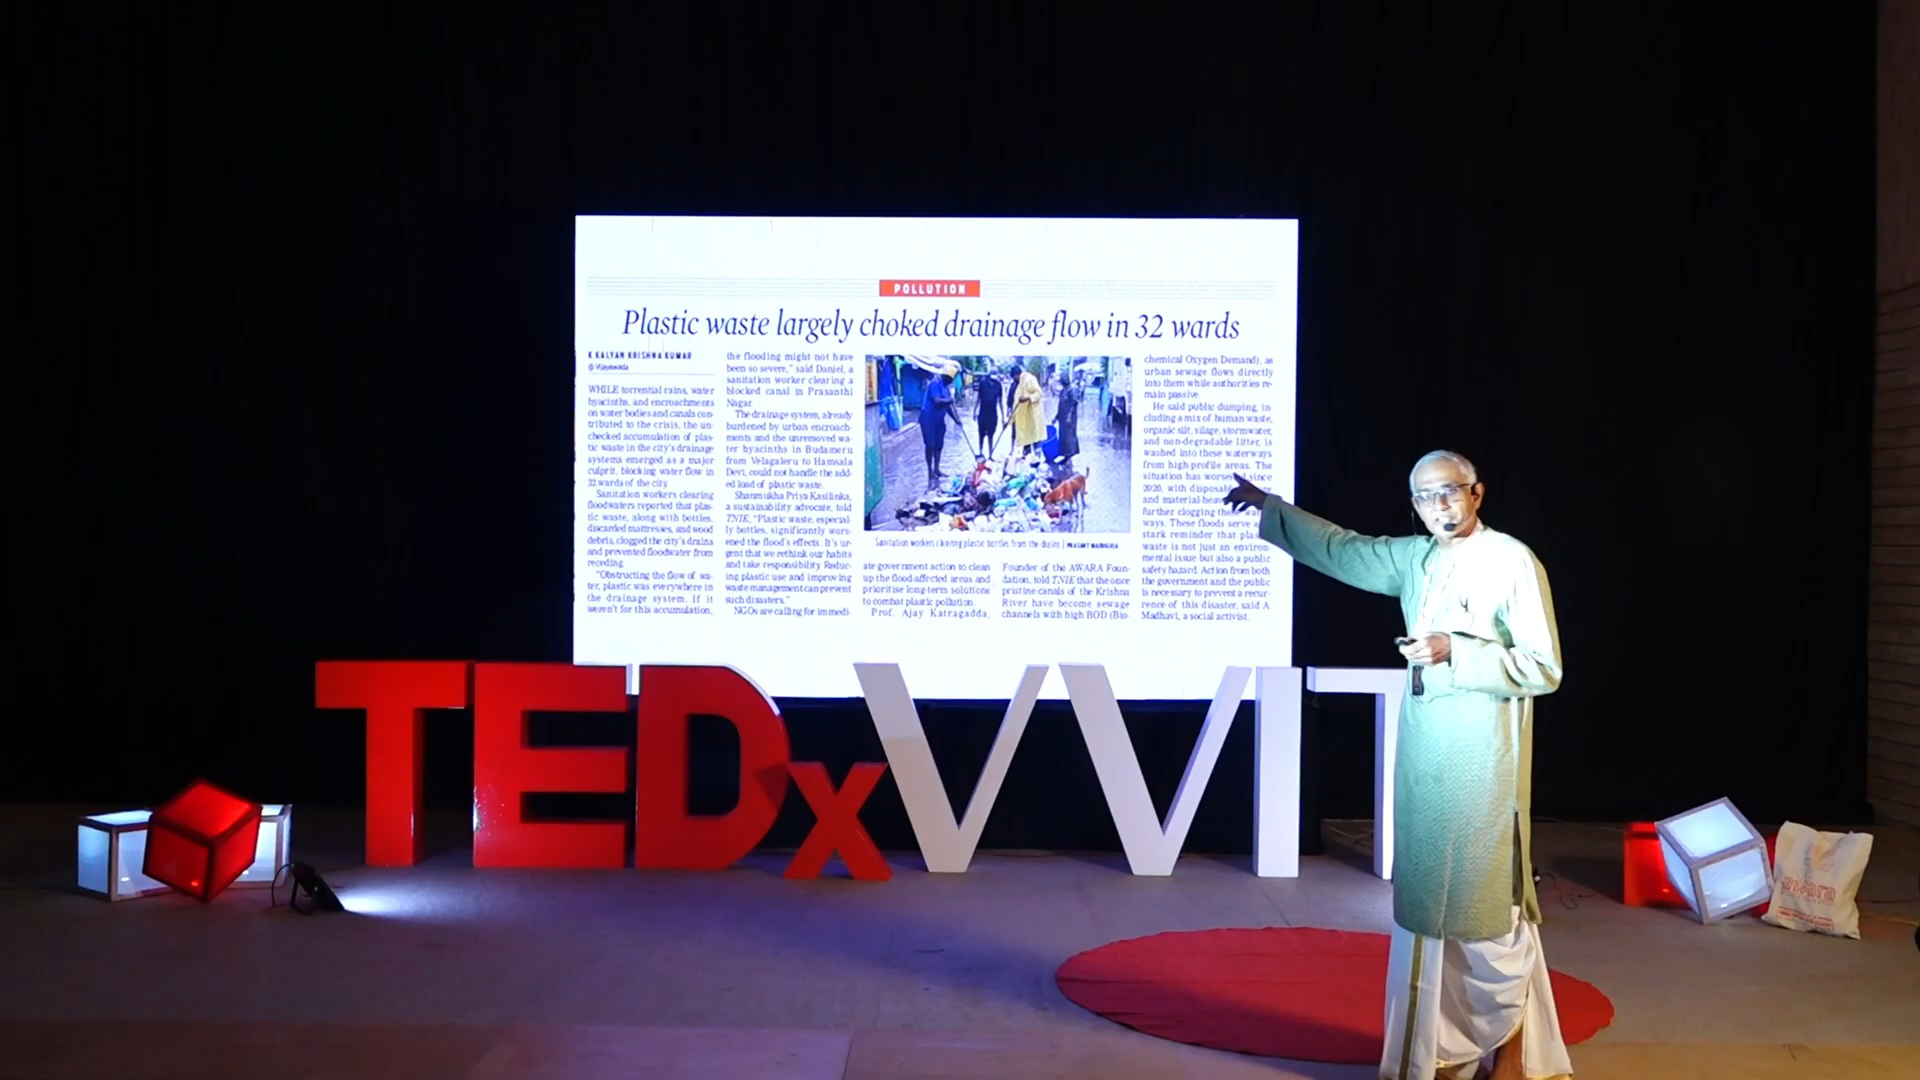 POLLUTION
Plastic waste largely choked drainage flow in 32 wards
K KALYAN KRISHNA KUMAR
@ Vijayawada
WHILE torrential rains, water
hyacinths, and encroachments
on water bodies and canals con-
tributed to the crisis, the un-
checked accumulation of plas-
tic waste in the city's drainage
systems emerged as a major
culprit, blocking water flow in
32 wards of the city.
Sanitation workers clearing
floodwaters reported that plas-
tic waste, along with bottles,
discarded mattresses, and wood
debris, clogged the city's drains
and prevented floodwater from
receding.
"Obstructing the flow of wa-
ter, plastic was everywhere in
the drainage system. If it
weren't for this accumulation,
the flooding might not have
been so severe," said Daniel, a
sanitation worker clearing a
blocked canal in Prasanthi
Nagar.
The drainage system, already
burdened by urban encroach-
ments and the unremoved wa-
ter hyacinths in Budameru
from Velagaleru to Hamsala
Devi, could not handle the add-
ed load of plastic waste.
Shanmukha Priya Kasilinka,
a sustainability advocate, told
TNIE, "Plastic waste, especial-
ly bottles, significantly wors-
ened the flood's effects. It's ur-
gent that we rethink our habits
and take responsibility. Reduc-
ing plastic use and improving
waste management can prevent
such disasters."
NGOs are calling for immedi-
Sanitation workers clearing plastic bottles from the drains | PRASANT MADUGULA
ate government action to clean
up the flood-affected areas and
prioritise long-term solutions
to combat plastic pollution.
Prof. Ajay Katragadda,
Founder of the AWARA Foun-
dation, told TNIE that the once
pristine canals of the Krishna
River have become sewage
channels with high BOD (Bio-
chemical Oxygen Demand), as
urban sewage flows directly
into them while authorities re-
main passive.
He said public dumping, in-
cluding a mix of human waste,
organic silt, silage, stormwater,
and non-degradable litter, is
washed into these waterways
from high-profile areas. The
situation has worse since
2020, with
and material-heav
further clogging the
ways. These floods serve a
stark reminder that pla
waste is not just an environ-
mental issue but also a public
safety hazard. Action from both
the government and the public
is necessary to prevent a recur-
rence of this disaster, said A
Madhavi, a social activist.
TEDxVVIT
awara